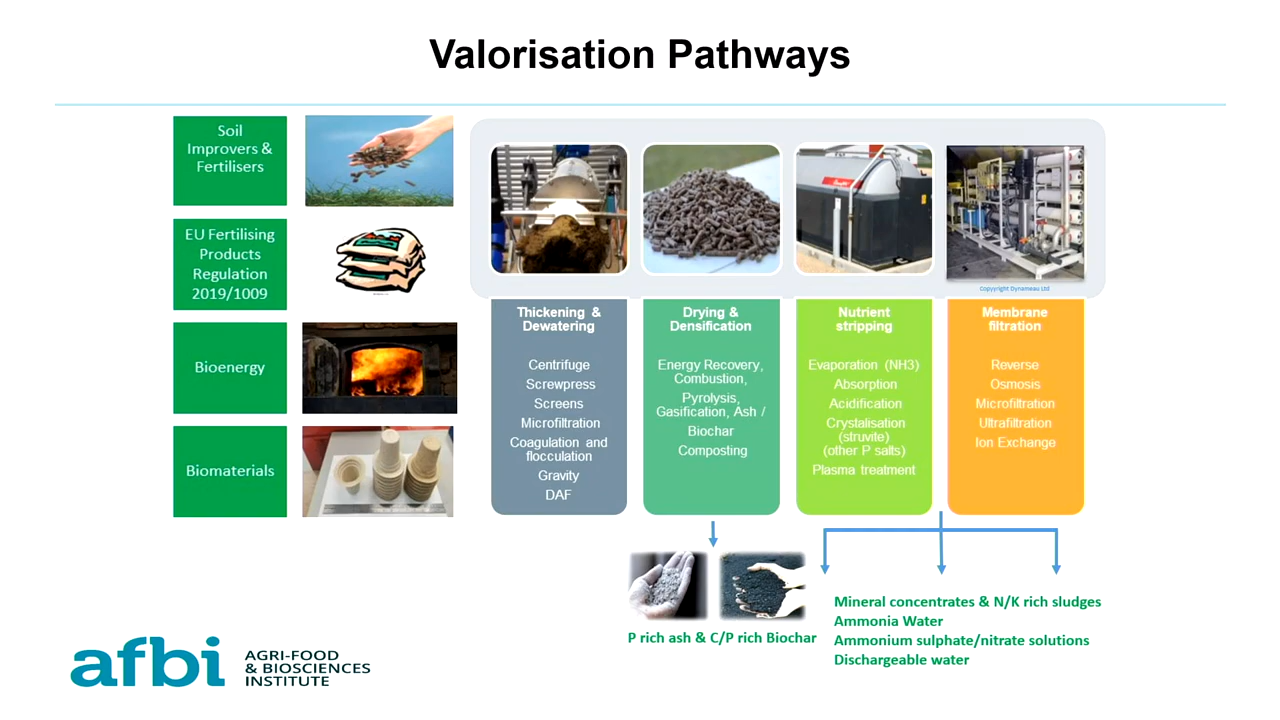 Valorisation Pathways
Soil
Improvers &
Fertilisers
EU Fertilising
Products
Regulation
2019/1009
Bioenergy
Biomaterials
Copyright Dynameau Ltd
Thickening &
Dewatering
Centrifuge
Screwpress
Screens
Microfiltration
Coagulation and
flocculation
Gravity
DAF
Drying &
Densification
Energy Recovery,
Combustion,
Pyrolysis,
Gasification, Ash /
Biochar
Composting
Nutrient
stripping
Evaporation (NH3)
Absorption
Acidification
Crystalisation
(struvite)
(other P salts)
Plasma treatment
Membrane
filtration
Reverse
Osmosis
Microfiltration
Ultrafiltration
Ion Exchange
P rich ash & C/P rich Biochar
Mineral concentrates & N/K rich sludges
Ammonia Water
Ammonium sulphate/nitrate solutions
Dischargeable water
afbi
AGRI-FOOD
& BIOSCIENCES
INSTITUTE